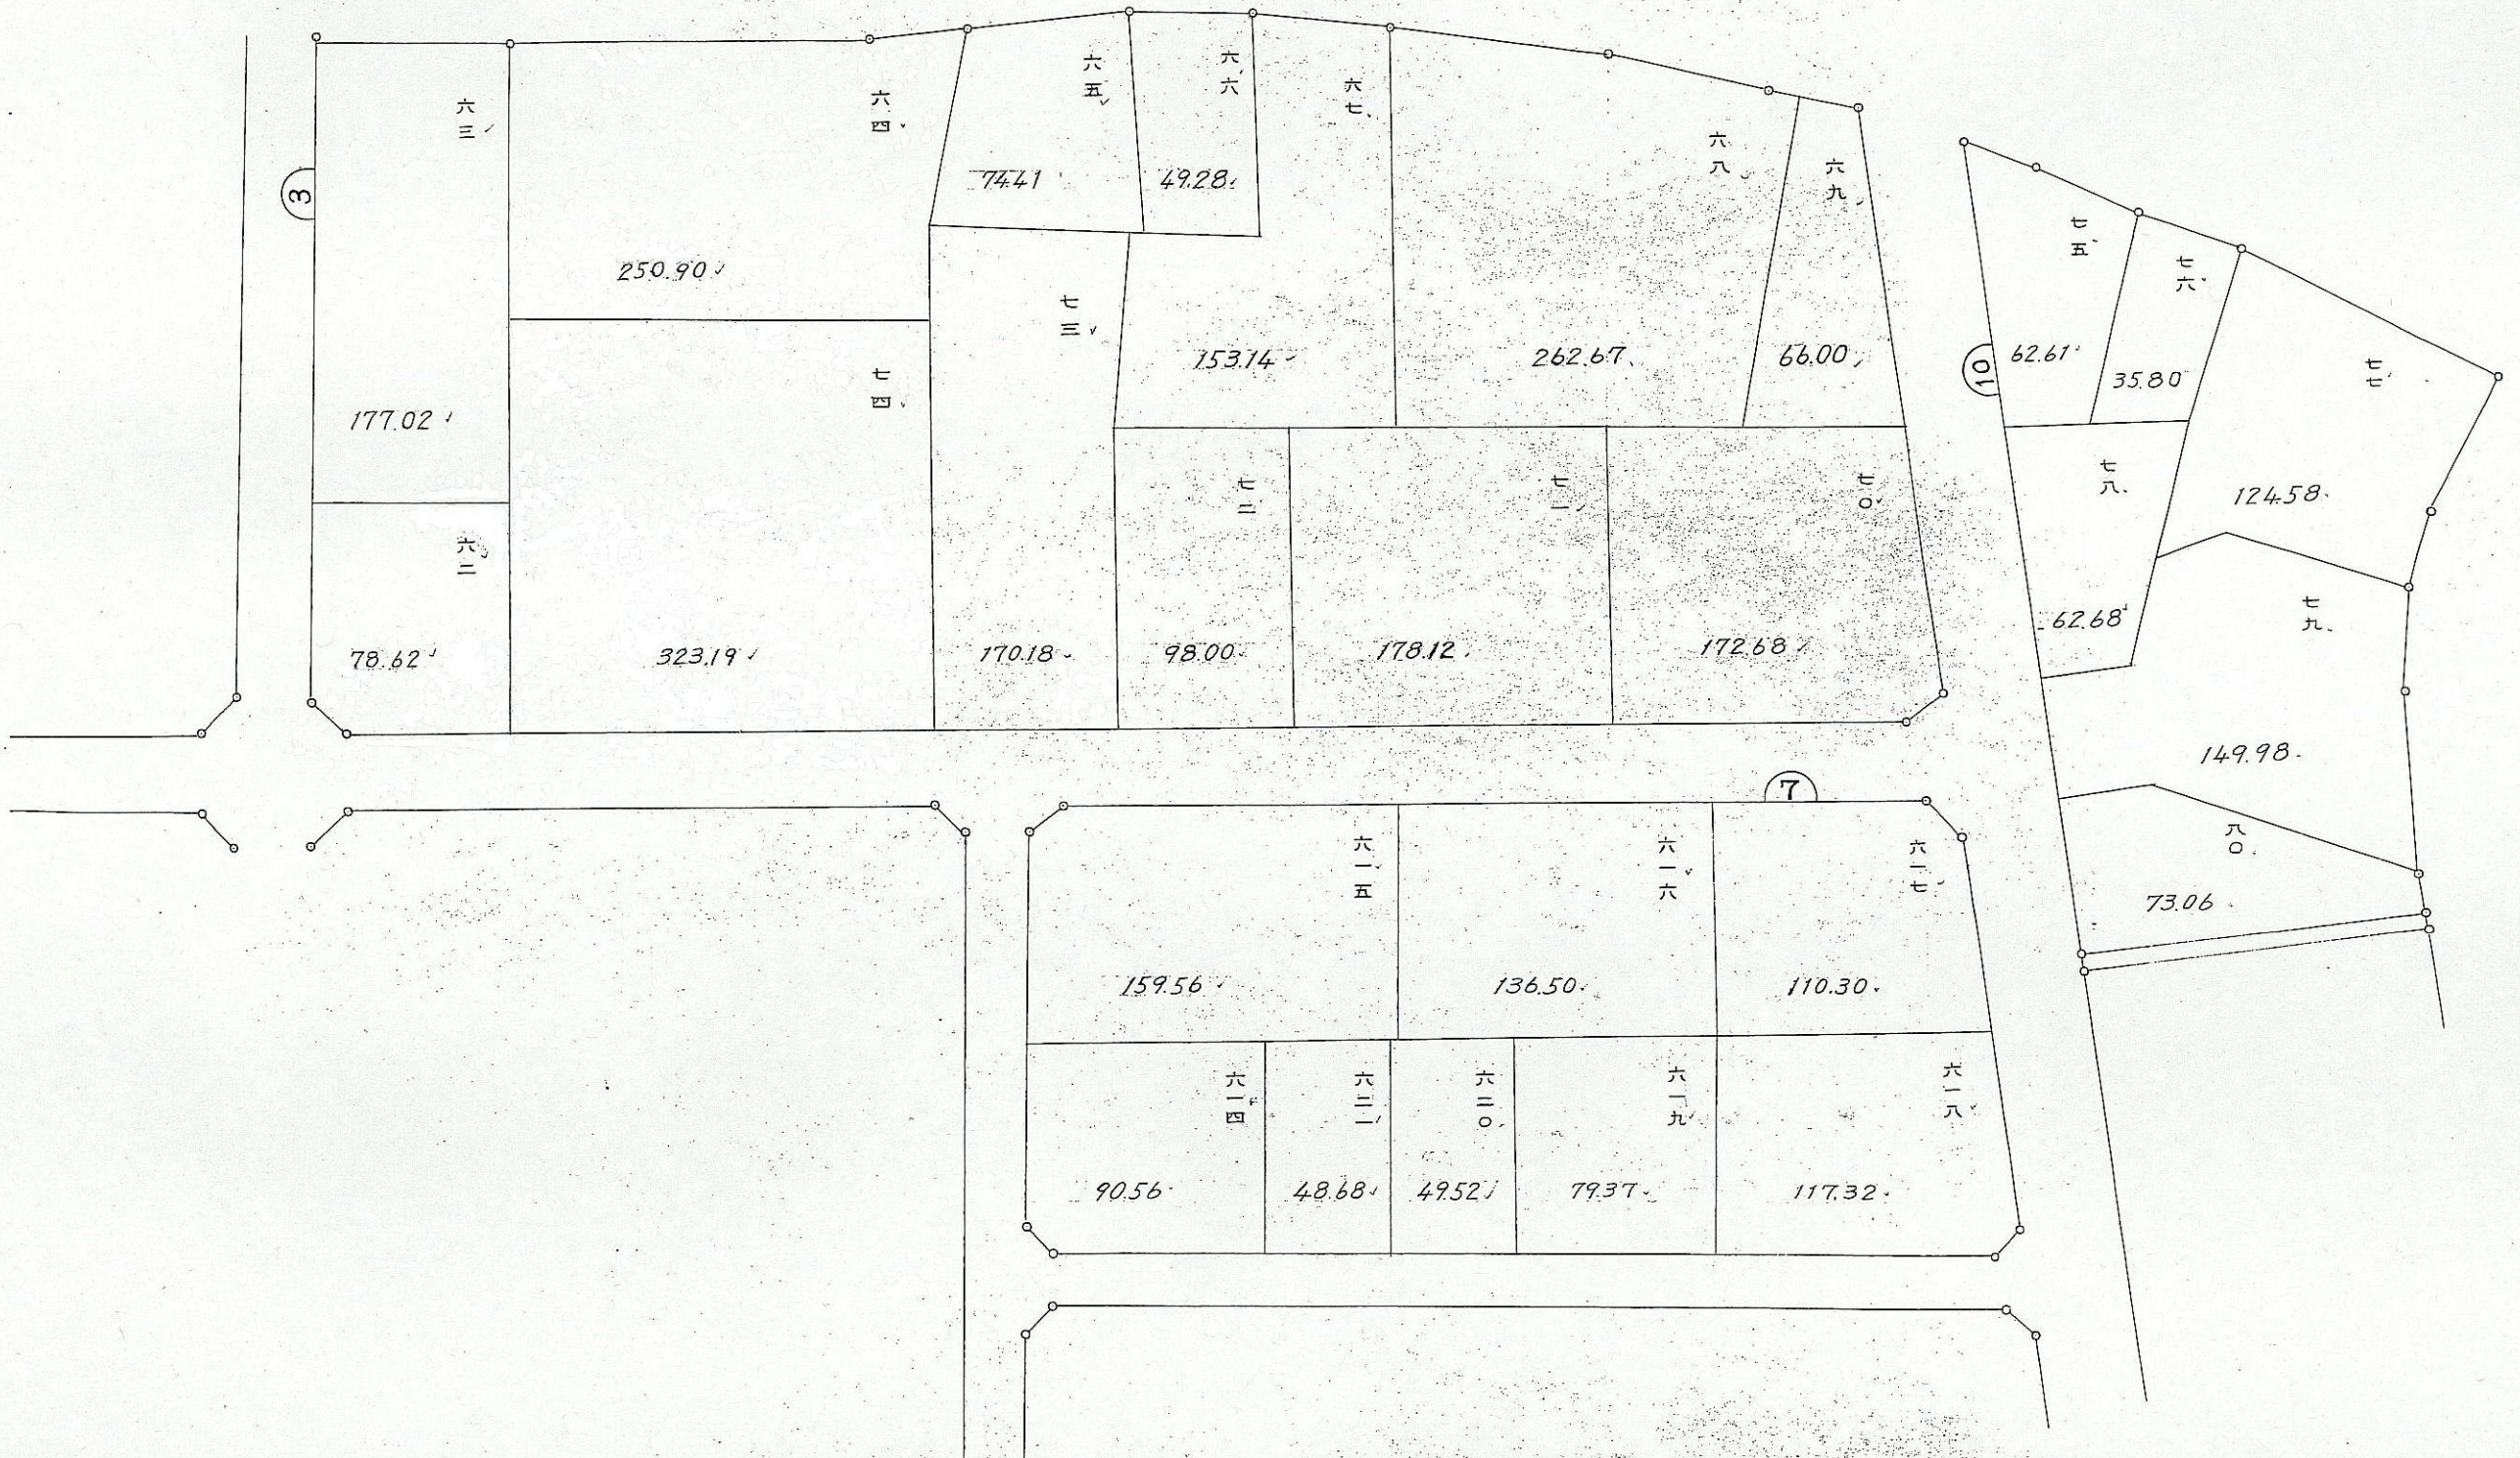 3
六三
177.02
六二
78.62
六四
250.90
七四
323.19
六五
74.41
六六
49.28
六七
153.14
六八
262.67
六九
66.00
七三
170.18
七二
98.00
七一
178.12
七〇
172.68
10
七五
62.61
七六
35.80
七七
124.58
七八
62.68
七九
149.98
八〇
73.06
7
六一五
159.56
六一六
136.50
六一七
110.30
六一四
90.56
六二一
48.68
六二〇
49.52
六一九
79.37
六一八
117.32